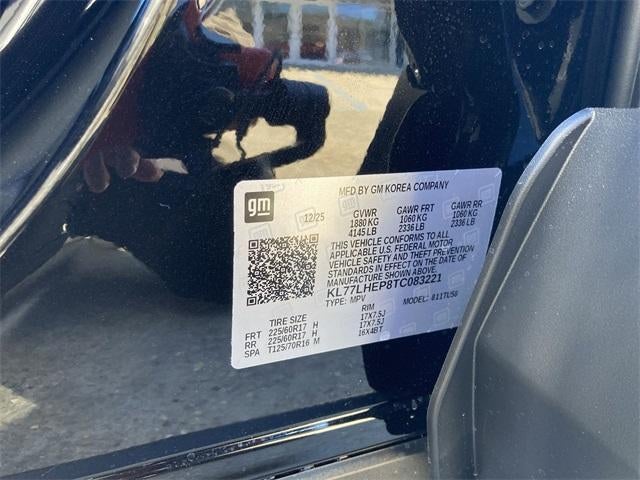 MFD BY GM KOREA COMPANY
gm
12/25 GVWR GAWR FRT GAWR RR
1880 KG 1060 KG 1060 KG
4145 LB 2336 LB 2336 LB
THIS VEHICLE CONFORMS TO ALL
APPLICABLE U.S. FEDERAL MOTOR
VEHICLE SAFETY AND THEFT PREVENTION
STANDARDS IN EFFECT ON THE DATE OF
MANUFACTURE SHOWN ABOVE.
KL77LHEP8TC083221
TYPE: MPV MODEL: 811TU58
TIRE SIZE RIM
FRT 225/60R17 H 17X7.5J
RR 225/60R17 H 17X7.5J
SPA T125/70R16 M 16X4BT